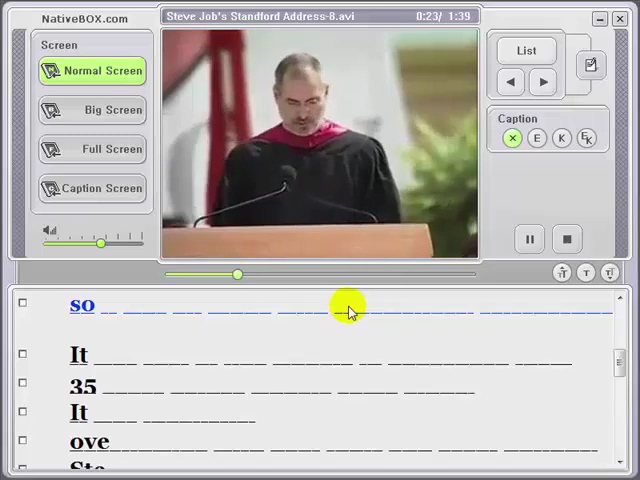 NativeBOX.com
Steve Job's Standford Address-8.avi 0:23/ 1:39
Screen
Normal Screen
Big Screen
Full Screen
Caption Screen
List
Caption
× E K EK
T T T
so
It
35
It
ove
Ste